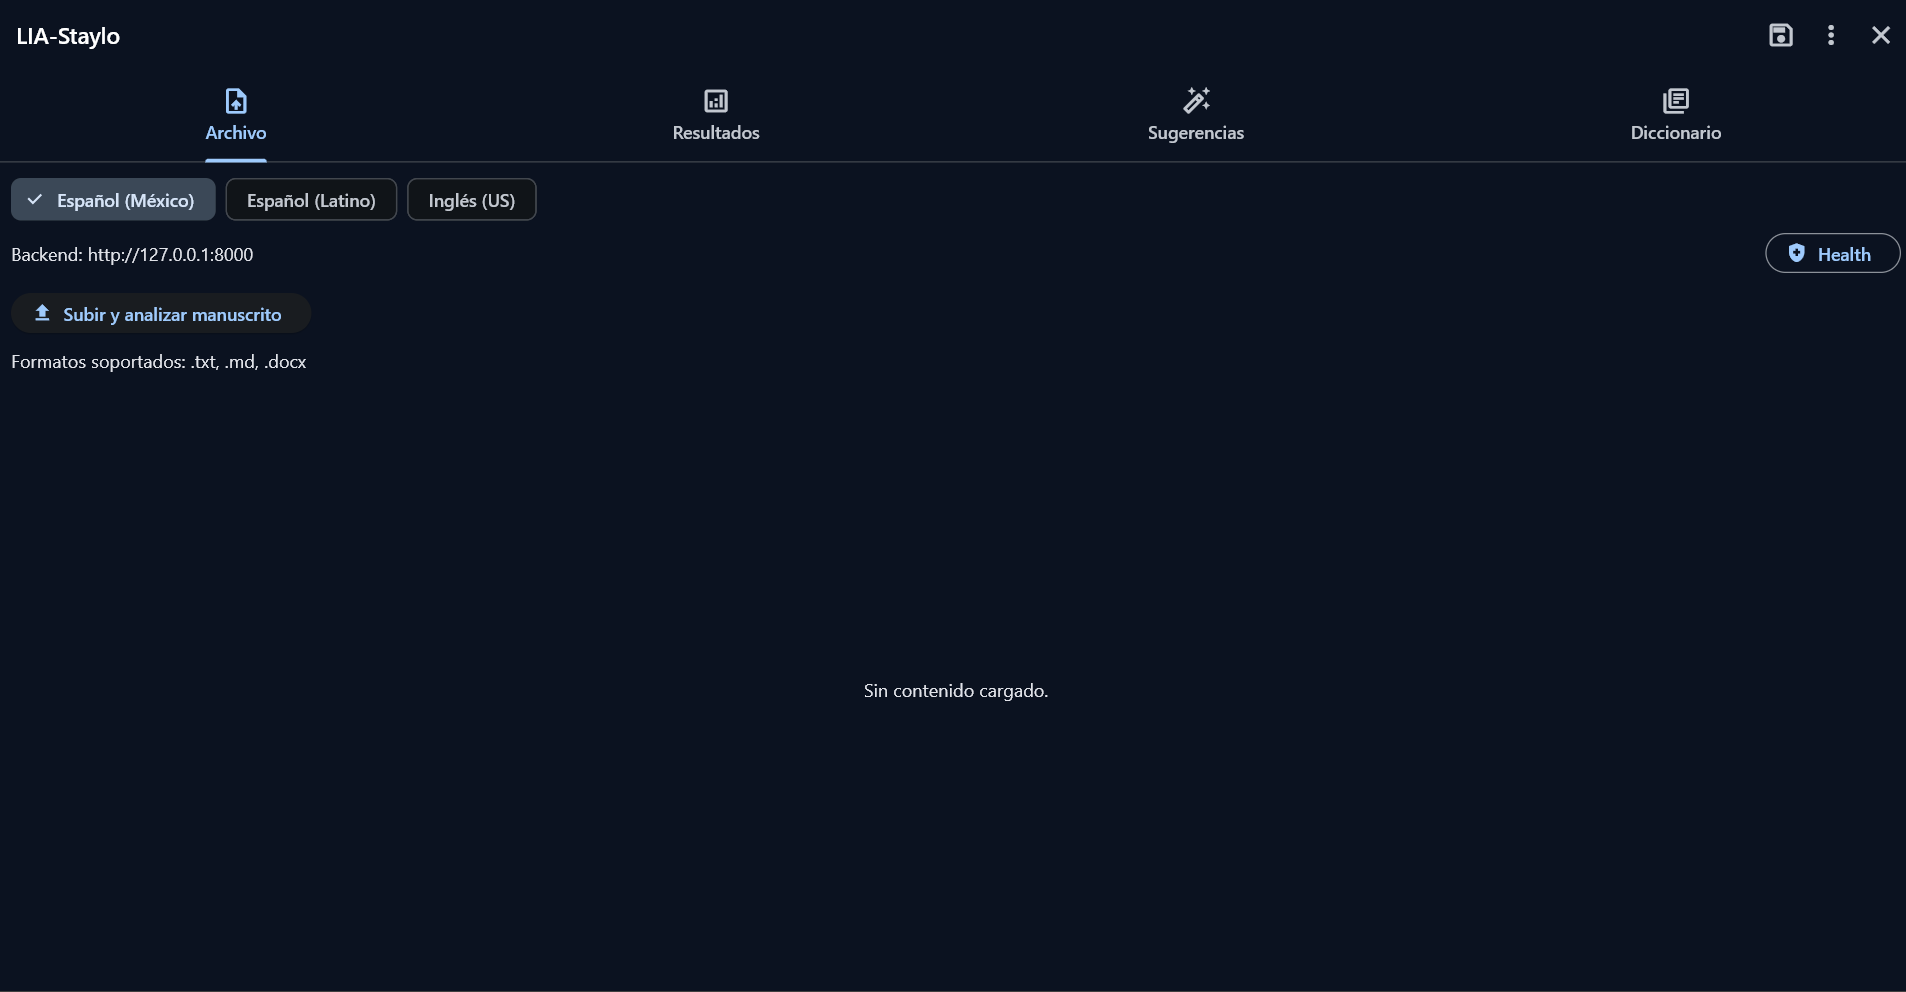 LIA-Staylo
Archivo
Resultados
Sugerencias
Diccionario
Español (México)
Español (Latino)
Inglés (US)
Backend: http://127.0.0.1:8000
Health
Subir y analizar manuscrito
Formatos soportados: .txt, .md, .docx
Sin contenido cargado.